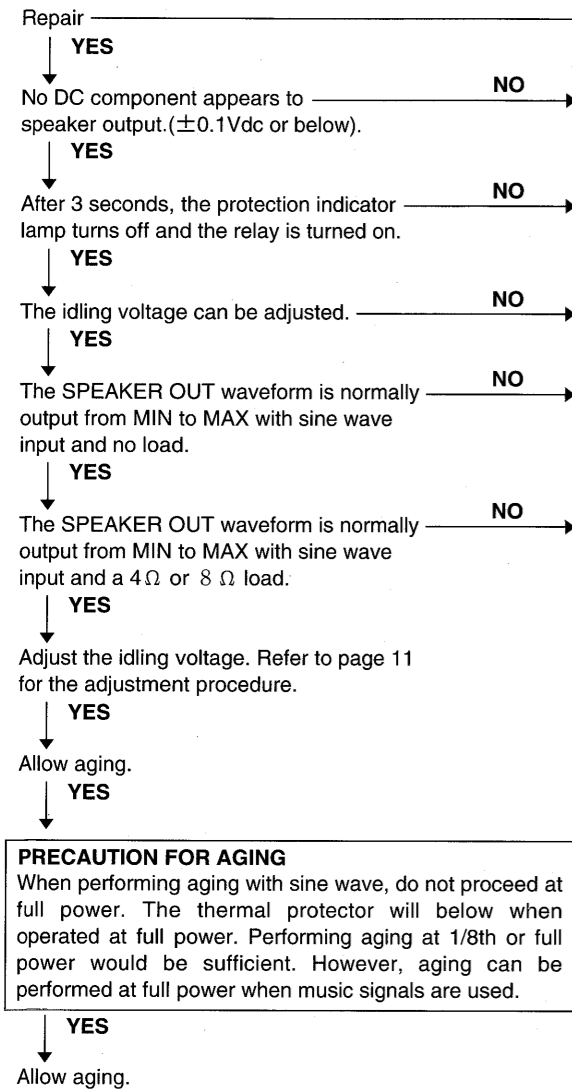 Repair
YES
No DC component appears to
NO
speaker output.(±0.1Vdc or below).
YES
After 3 seconds, the protection indicator
NO
lamp turns off and the relay is turned on.
YES
The idling voltage can be adjusted.
NO
YES
The SPEAKER OUT waveform is normally
NO
output from MIN to MAX with sine wave
input and no load.
YES
The SPEAKER OUT waveform is normally
NO
output from MIN to MAX with sine wave
input and a 4Ω or 8 Ω load.
YES
Adjust the idling voltage. Refer to page 11
for the adjustment procedure.
YES
Allow aging.
YES
PRECAUTION FOR AGING
When performing aging with sine wave, do not proceed at
full power. The thermal protector will below when
operated at full power. Performing aging at 1/8th or full
power would be sufficient. However, aging can be
performed at full power when music signals are used.
YES
Allow aging.